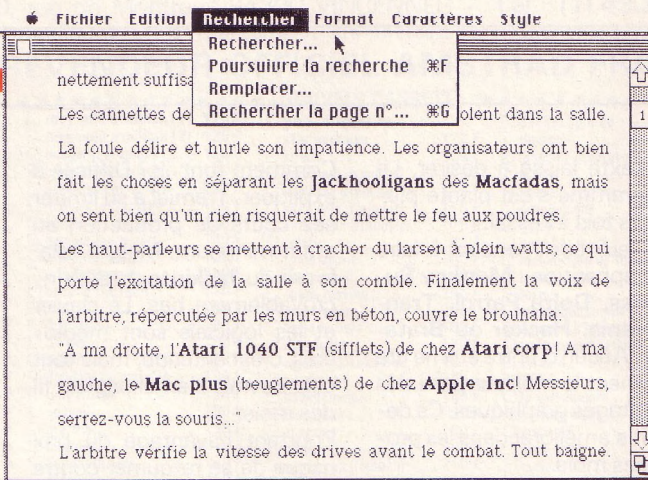 Fichier Edition Rechercher Format Caractères Style
Rechercher...
Poursuivre la recherche ⌘F
Remplacer...
Rechercher la page n°... ⌘G
nettement suffisa
Les cannettes de olent dans la salle.
1
La foule délire et hurle son impatience. Les organisateurs ont bien
fait les choses en séparant les Jackhooligans des Macfadas, mais
on sent bien qu'un rien risquerait de mettre le feu aux poudres.
Les haut-parleurs se mettent à cracher du larsen à plein watts, ce qui
porte l'excitation de la salle à son comble. Finalement la voix de
l'arbitre, répercutée par les murs en béton, couvre le brouhaha:
"A ma droite, l'Atari 1040 STF (sifflets) de chez Atari corp! A ma
gauche, le Mac plus (beuglements) de chez Apple Inc! Messieurs,
serrez-vous la souris..."
L'arbitre vérifie la vitesse des drives avant le combat. Tout baigne.